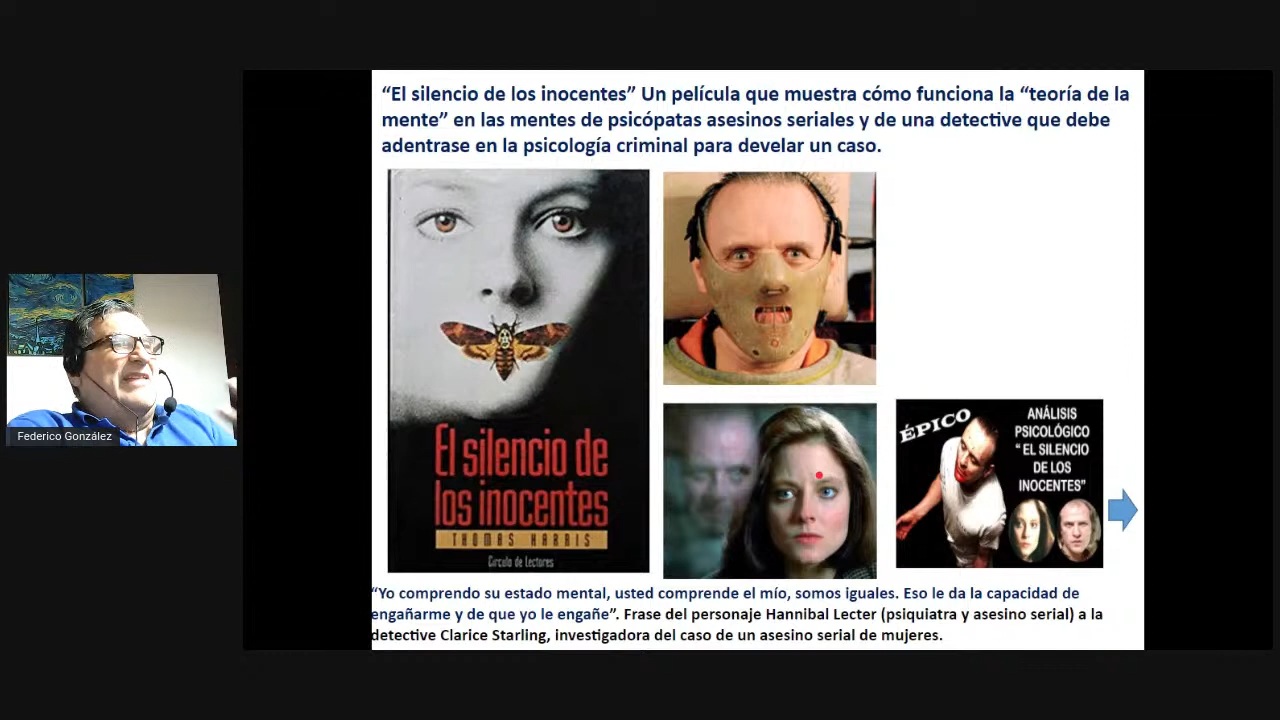 “El silencio de los inocentes” Un película que muestra cómo funciona la “teoría de la
mente” en las mentes de psicópatas asesinos seriales y de una detective que debe
adentrase en la psicología criminal para develar un caso.
El silencio de
los inocentes
THOMAS HARRIS
Círculo de Lectores
ÉPICO
ANÁLISIS
PSICOLÓGICO
“ EL SILENCIO
DE LOS
INOCENTES”
Federico González
“Yo comprendo su estado mental, usted comprende el mío, somos iguales. Eso le da la capacidad de
engañarme y de que yo le engañe”. Frase del personaje Hannibal Lecter (psiquiatra y asesino serial) a la
detective Clarice Starling, investigadora del caso de un asesino serial de mujeres.